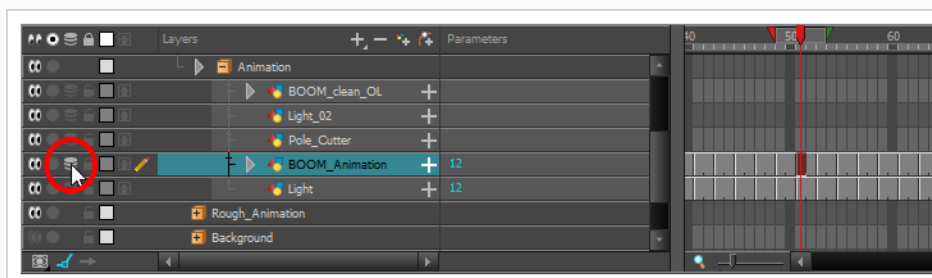 Layers Parameters 40 50 60
Animation
BOOM_clean_OL
Light_02
Pole_Cutter
BOOM_Animation 12
Light 12
Rough_Animation
Background